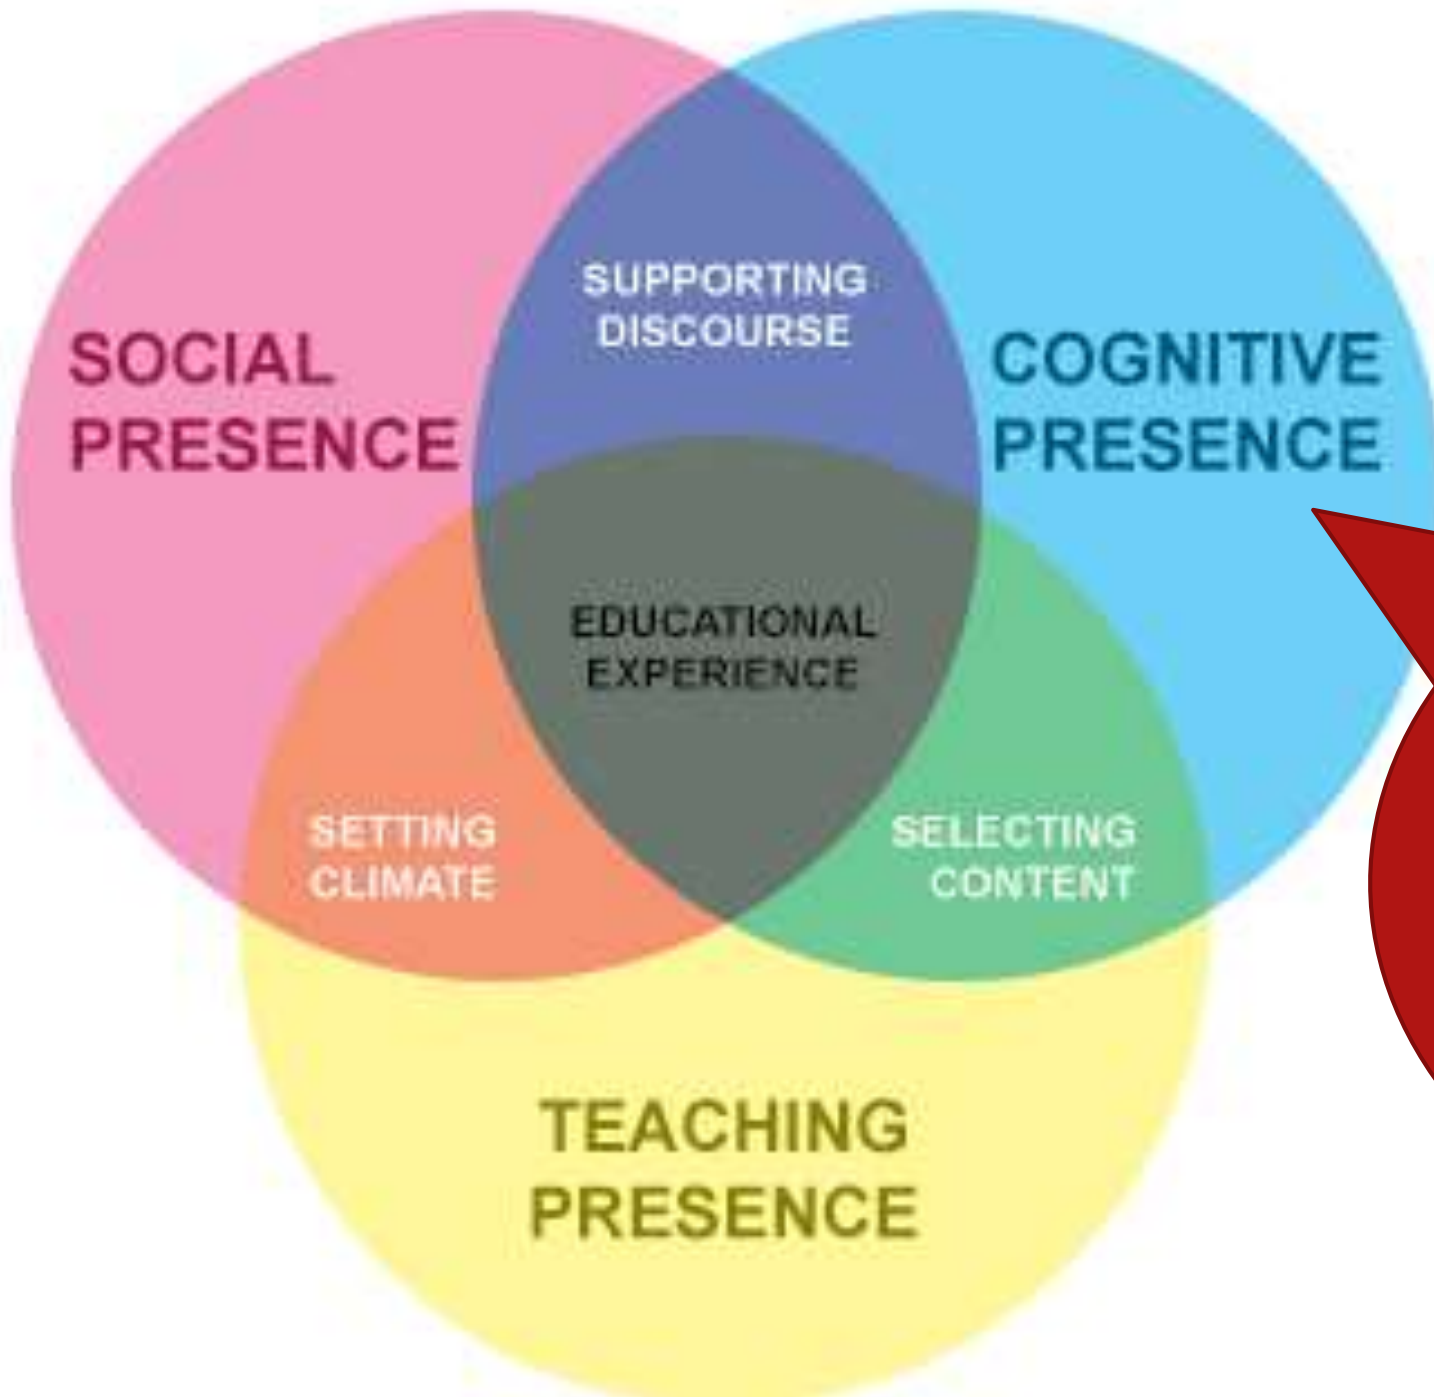 SUPPORTING
DISCOURSE
SOCIAL
PRESENCE
COGNITIVE
PRESENCE
EDUCATIONAL
EXPERIENCE
SETTING
CLIMATE
SELECTING
CONTENT
TEACHING
PRESENCE